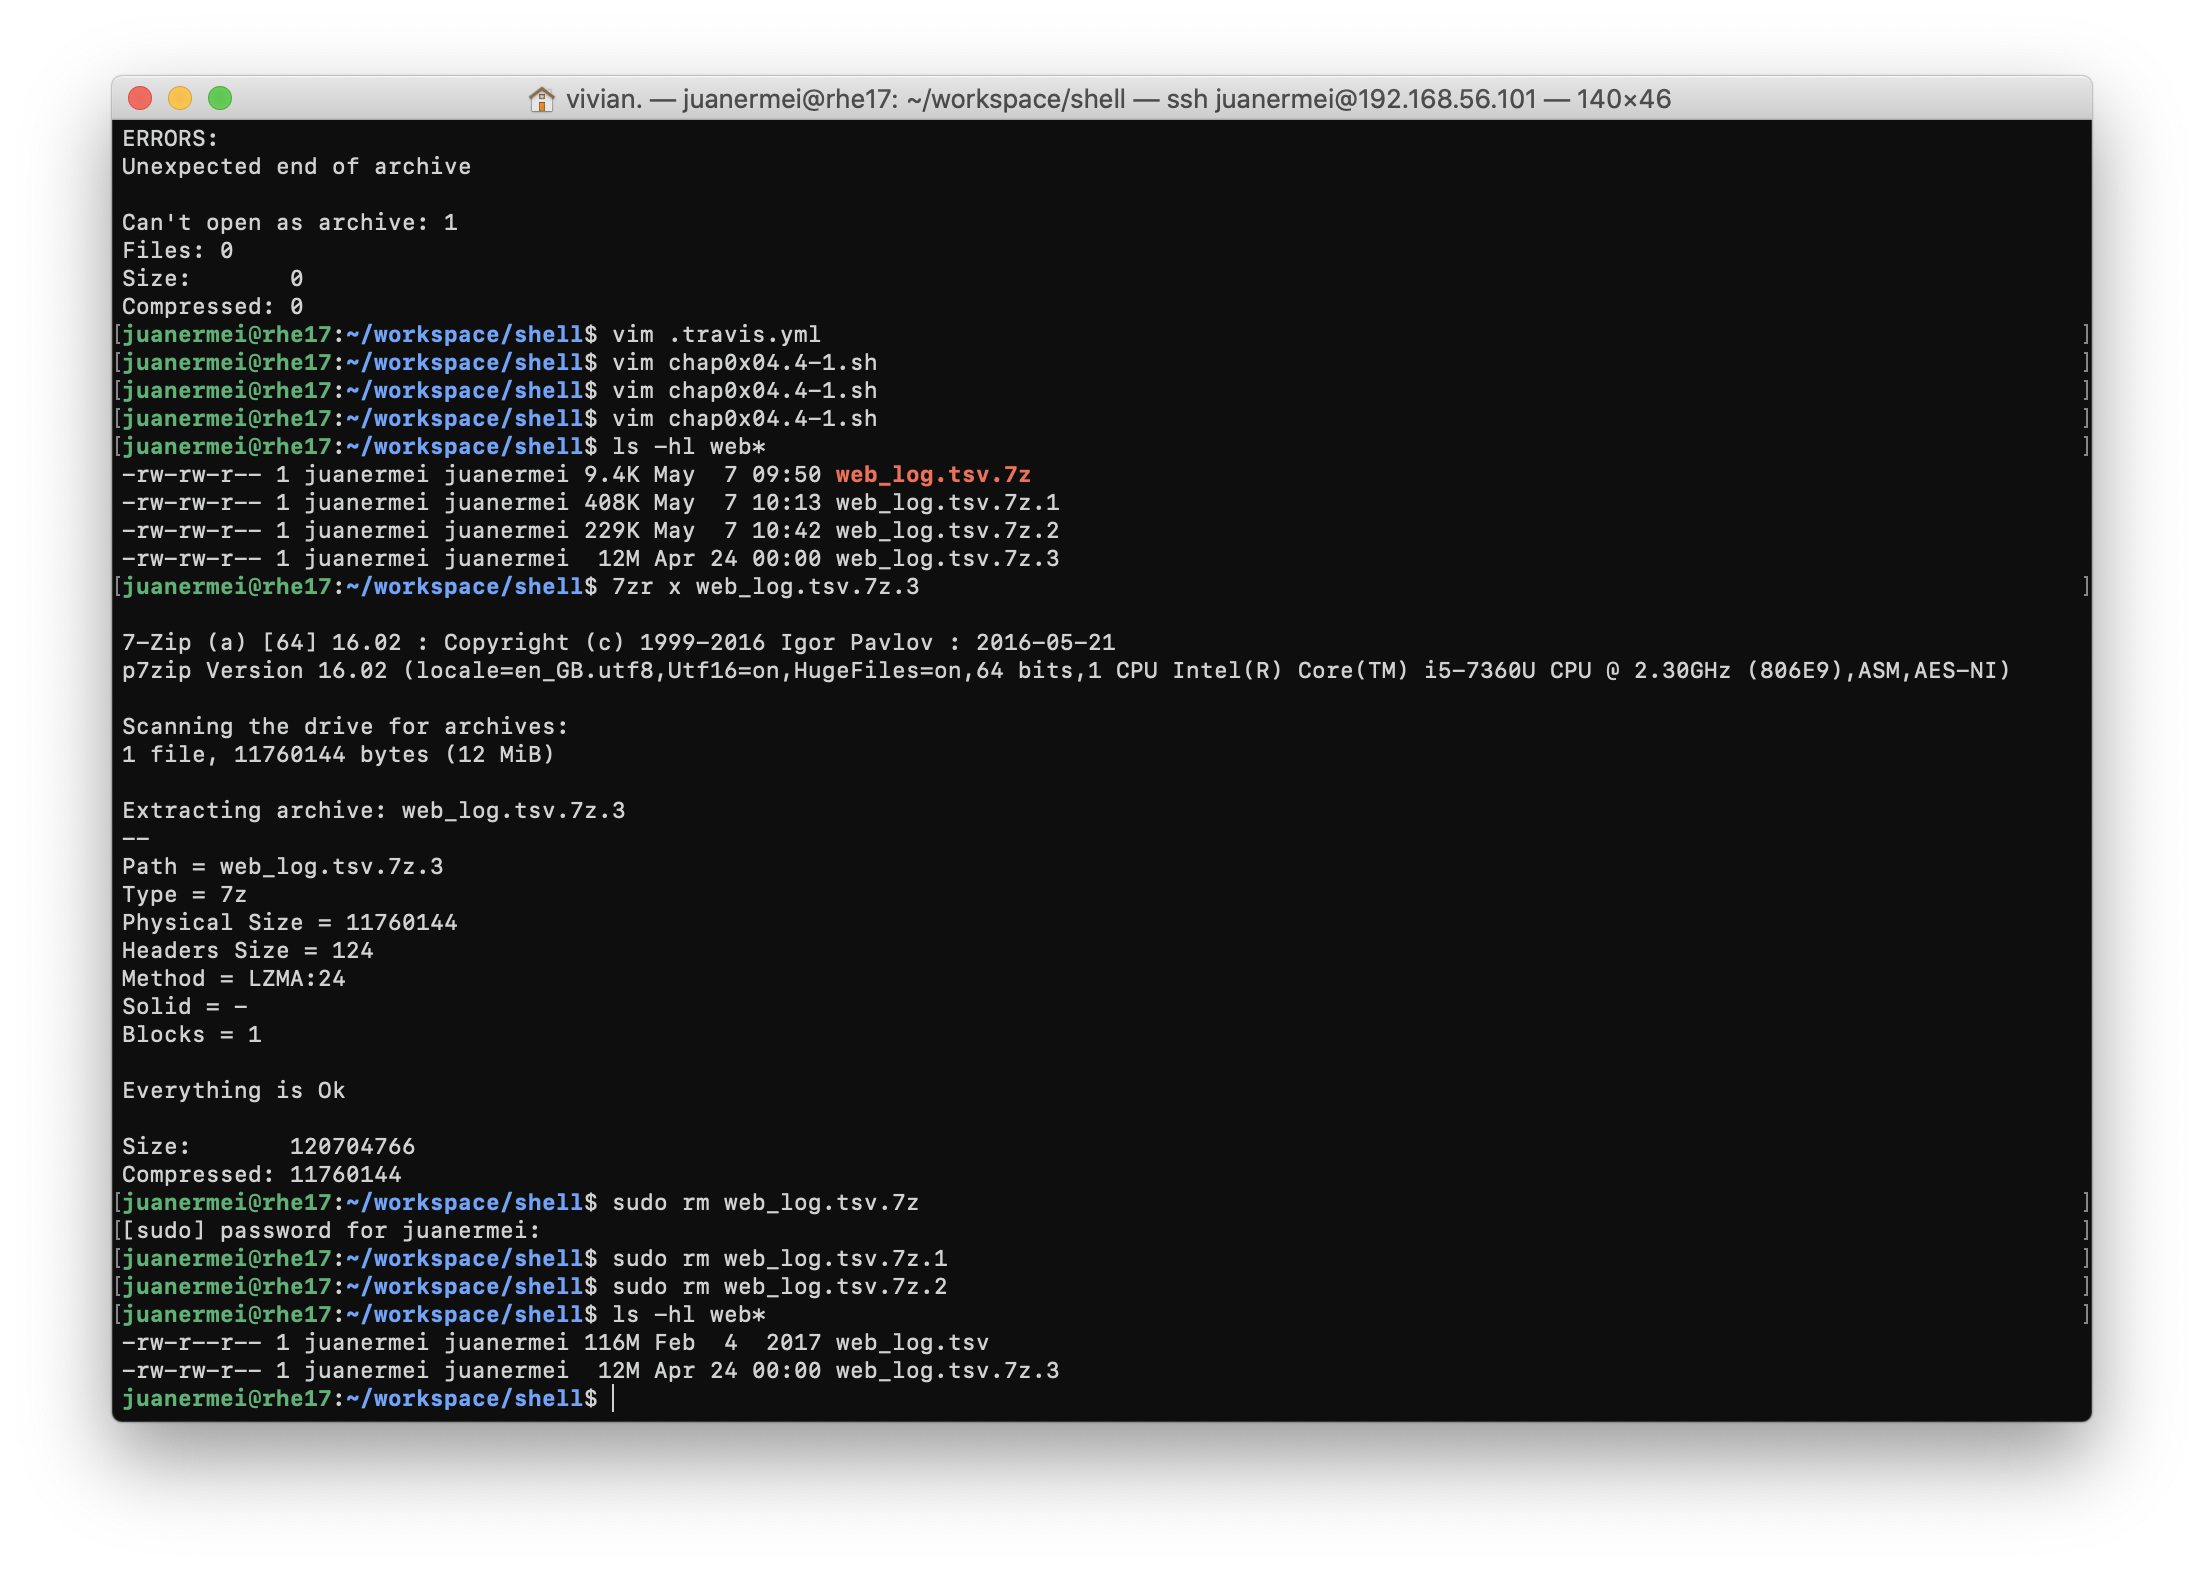 vivian. — juanermei@rhe17: ~/workspace/shell — ssh juanermei@192.168.56.101 — 140×46
ERRORS:
Unexpected end of archive
Can't open as archive: 1
Files: 0
Size:       0
Compressed: 0
[juanermei@rhe17:~/workspace/shell$ vim .travis.yml ]
[juanermei@rhe17:~/workspace/shell$ vim chap0x04.4-1.sh ]
[juanermei@rhe17:~/workspace/shell$ vim chap0x04.4-1.sh ]
[juanermei@rhe17:~/workspace/shell$ vim chap0x04.4-1.sh ]
[juanermei@rhe17:~/workspace/shell$ ls -hl web* ]
-rw-rw-r-- 1 juanermei juanermei 9.4K May  7 09:50 web_log.tsv.7z
-rw-rw-r-- 1 juanermei juanermei 408K May  7 10:13 web_log.tsv.7z.1
-rw-rw-r-- 1 juanermei juanermei 229K May  7 10:42 web_log.tsv.7z.2
-rw-rw-r-- 1 juanermei juanermei  12M Apr 24 00:00 web_log.tsv.7z.3
[juanermei@rhe17:~/workspace/shell$ 7zr x web_log.tsv.7z.3 ]
7-Zip (a) [64] 16.02 : Copyright (c) 1999-2016 Igor Pavlov : 2016-05-21
p7zip Version 16.02 (locale=en_GB.utf8,Utf16=on,HugeFiles=on,64 bits,1 CPU Intel(R) Core(TM) i5-7360U CPU @ 2.30GHz (806E9),ASM,AES-NI)
Scanning the drive for archives:
1 file, 11760144 bytes (12 MiB)
Extracting archive: web_log.tsv.7z.3
--
Path = web_log.tsv.7z.3
Type = 7z
Physical Size = 11760144
Headers Size = 124
Method = LZMA:24
Solid = -
Blocks = 1
Everything is Ok
Size:       120704766
Compressed: 11760144
[juanermei@rhe17:~/workspace/shell$ sudo rm web_log.tsv.7z ]
[[sudo] password for juanermei: ]
[juanermei@rhe17:~/workspace/shell$ sudo rm web_log.tsv.7z.1 ]
[juanermei@rhe17:~/workspace/shell$ sudo rm web_log.tsv.7z.2 ]
[juanermei@rhe17:~/workspace/shell$ ls -hl web* ]
-rw-r--r-- 1 juanermei juanermei 116M Feb  4  2017 web_log.tsv
-rw-rw-r-- 1 juanermei juanermei  12M Apr 24 00:00 web_log.tsv.7z.3
juanermei@rhe17:~/workspace/shell$